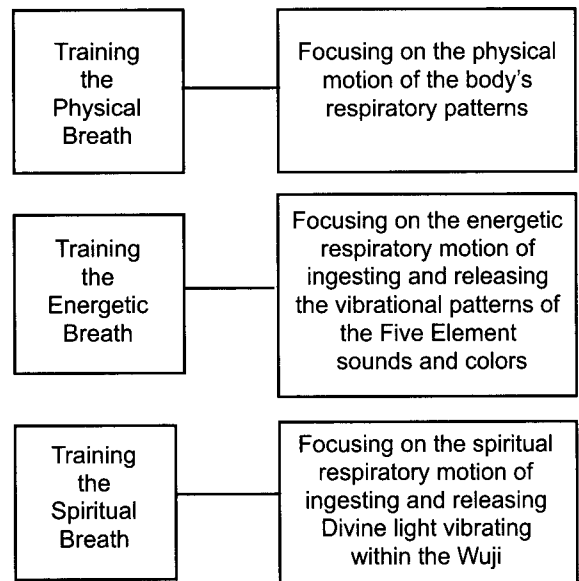 Training
the
Physical
Breath
Focusing on the physical
motion of the body's
respiratory patterns
Training
the
Energetic
Breath
Focusing on the energetic
respiratory motion of
ingesting and releasing
the vibrational patterns of
the Five Element
sounds and colors
Training
the
Spiritual
Breath
Focusing on the spiritual
respiratory motion of
ingesting and releasing
Divine light vibrating
within the Wuji